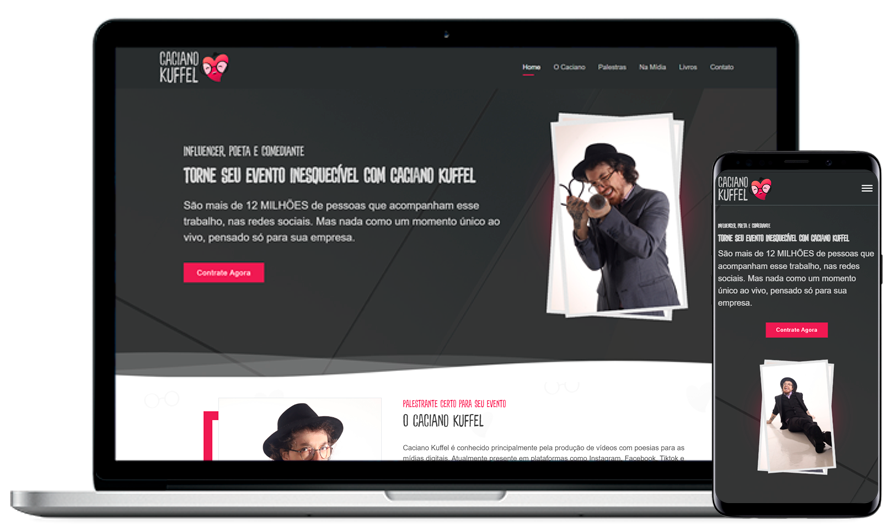 CACIANO
KUFFEL
Home O Caciano Palestras Na Mídia Livros Contato
INFLUENCER, POETA E COMEDIANTE
TORNE SEU EVENTO INESQUECÍVEL COM CACIANO KUFFEL
São mais de 12 MILHÕES de pessoas que acompanham esse
trabalho, nas redes sociais. Mas nada como um momento único ao
vivo, pensado só para sua empresa.
Contrate Agora
PALESTRANTE CERTO PARA SEU EVENTO
O CACIANO KUFFEL
Caciano Kuffel é conhecido principalmente pela produção de vídeos com poesias para as
mídias digitais. Atualmente presente em plataformas como Instagram, Facebook, Tiktok e
CACIANO
KUFFEL
INFLUENCER, POETA E COMEDIANTE
TORNE SEU EVENTO INESQUECÍVEL COM CACIANO KUFFEL
São mais de 12 MILHÕES de pessoas que
acompanham esse trabalho, nas redes
sociais. Mas nada como um momento
único ao vivo, pensado só para sua
empresa.
Contrate Agora